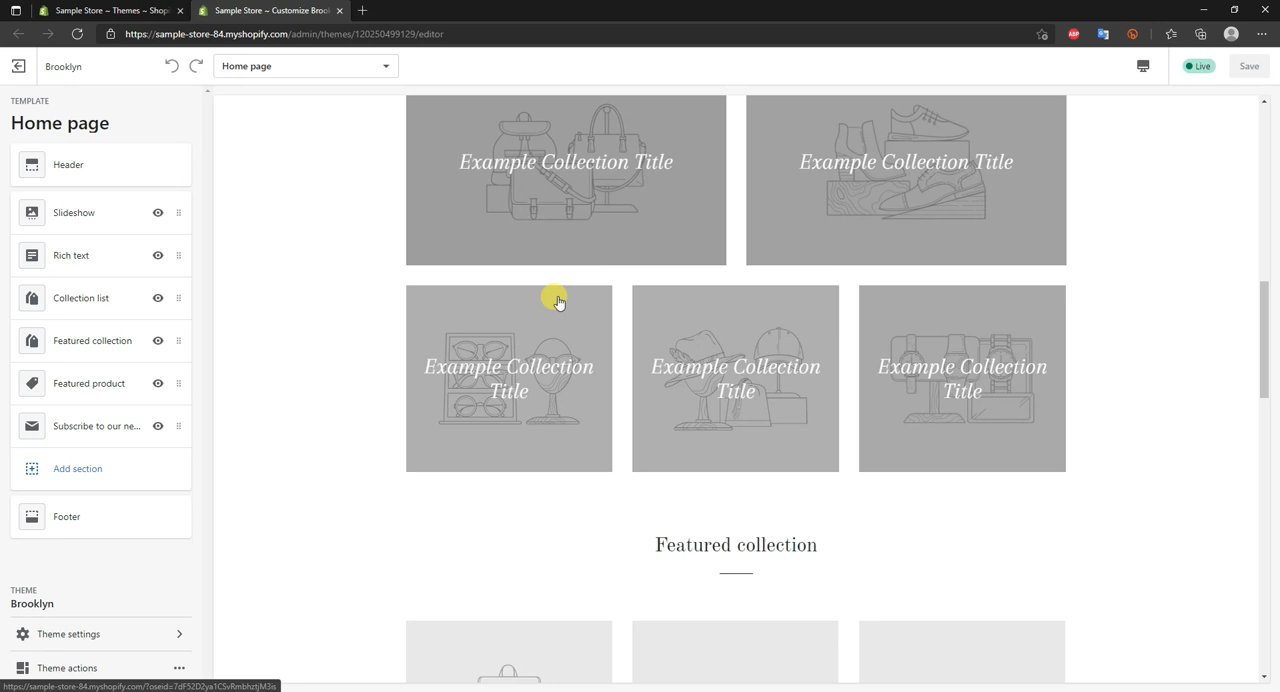 Sample Store ~ Themes ~ Shopi
Sample Store ~ Customize Brook
https://sample-store-84.myshopify.com/admin/themes/120250499129/editor
ABP
Brooklyn
Home page
Live
Save
TEMPLATE
Home page
Header
Slideshow
Rich text
Collection list
Featured collection
Featured product
Subscribe to our ne...
Add section
Footer
THEME
Brooklyn
Theme settings
Theme actions
Example Collection Title
Example Collection Title
Example Collection
Title
Example Collection
Title
Example Collection
Title
Featured collection